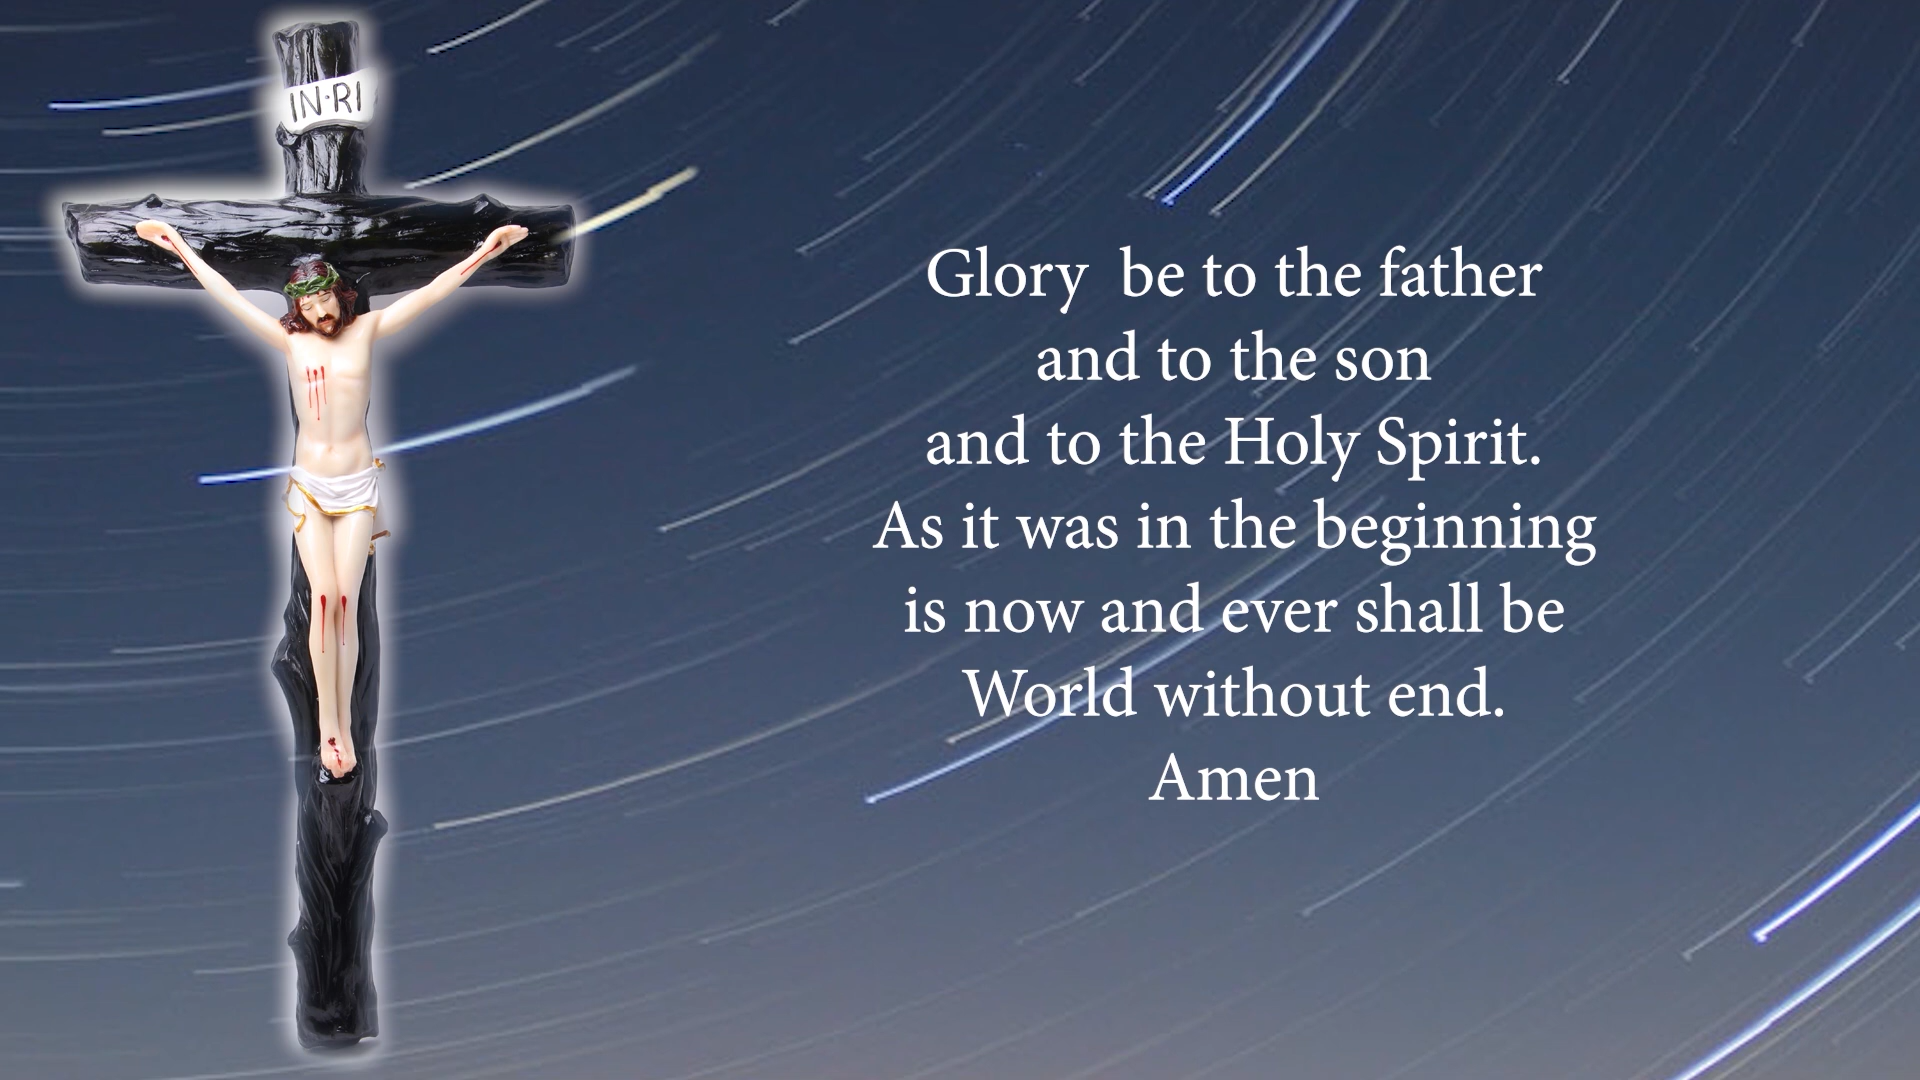 IN·RI
Glory  be to the father
and to the son
and to the Holy Spirit.
As it was in the beginning
is now and ever shall be
World without end.
Amen